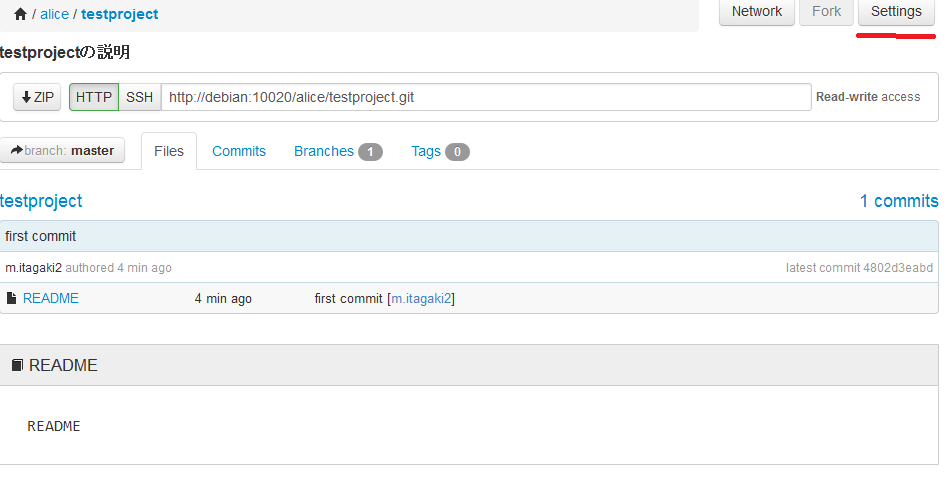 / alice / testproject
Network Fork Settings
testprojectの説明
ZIP HTTP SSH http://debian:10020/alice/testproject.git Read-write access
branch: master Files Commits Branches 1 Tags 0
testproject 1 commits
first commit
m.itagaki2 authored 4 min ago latest commit 4802d3eabd
README 4 min ago first commit [m.itagaki2]
README
README